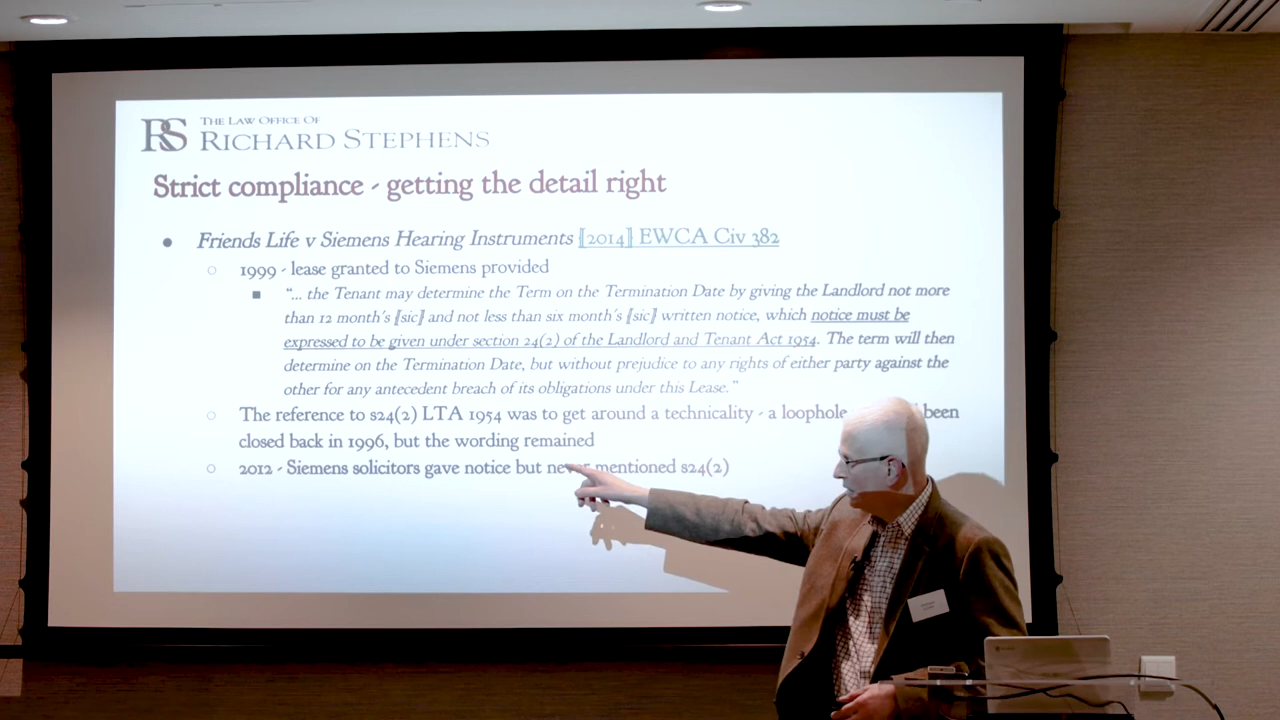 RS THE LAW OFFICE OF
RICHARD STEPHENS
Strict compliance - getting the detail right
● Friends Life v Siemens Hearing Instruments [2014] EWCA Civ 382
○ 1999 - lease granted to Siemens provided
■ “... the Tenant may determine the Term on the Termination Date by giving the Landlord not more
than 12 month's [sic] and not less than six month's [sic] written notice, which notice must be
expressed to be given under section 24(2) of the Landlord and Tenant Act 1954. The term will then
determine on the Termination Date, but without prejudice to any rights of either party against the
other for any antecedent breach of its obligations under this Lease.”
○ The reference to s24(2) LTA 1954 was to get around a technicality - a loophole been
closed back in 1996, but the wording remained
○ 2012 - Siemens solicitors gave notice but never mentioned s24(2)